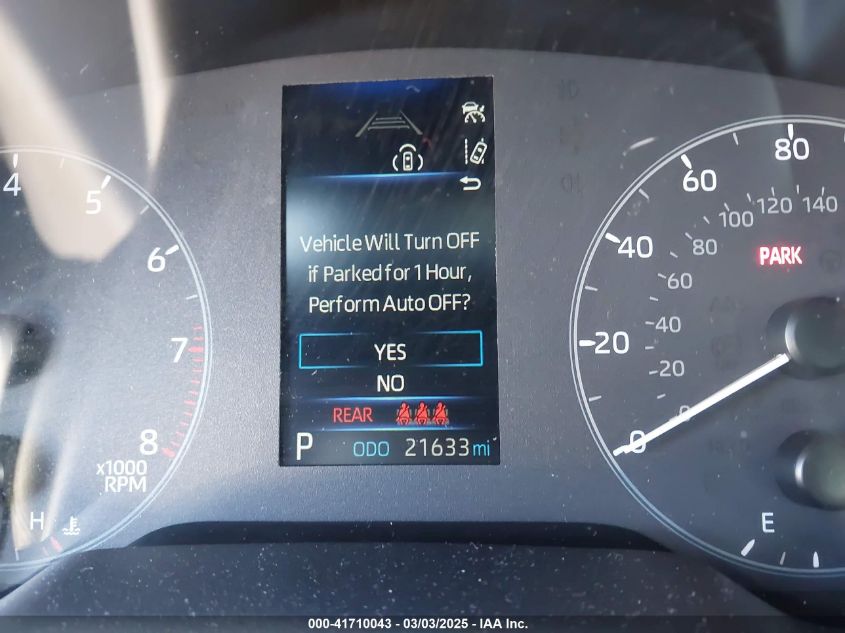 4
5
6
7
8
x1000
RPM
H
Vehicle Will Turn OFF
if Parked for 1 Hour,
Perform Auto OFF?
YES
NO
REAR
P ODO 21633 mi
0
20
40
60
80
0
20
40
60
80
100
120
140
PARK
E
000-41710043 - 03/03/2025 - IAA Inc.